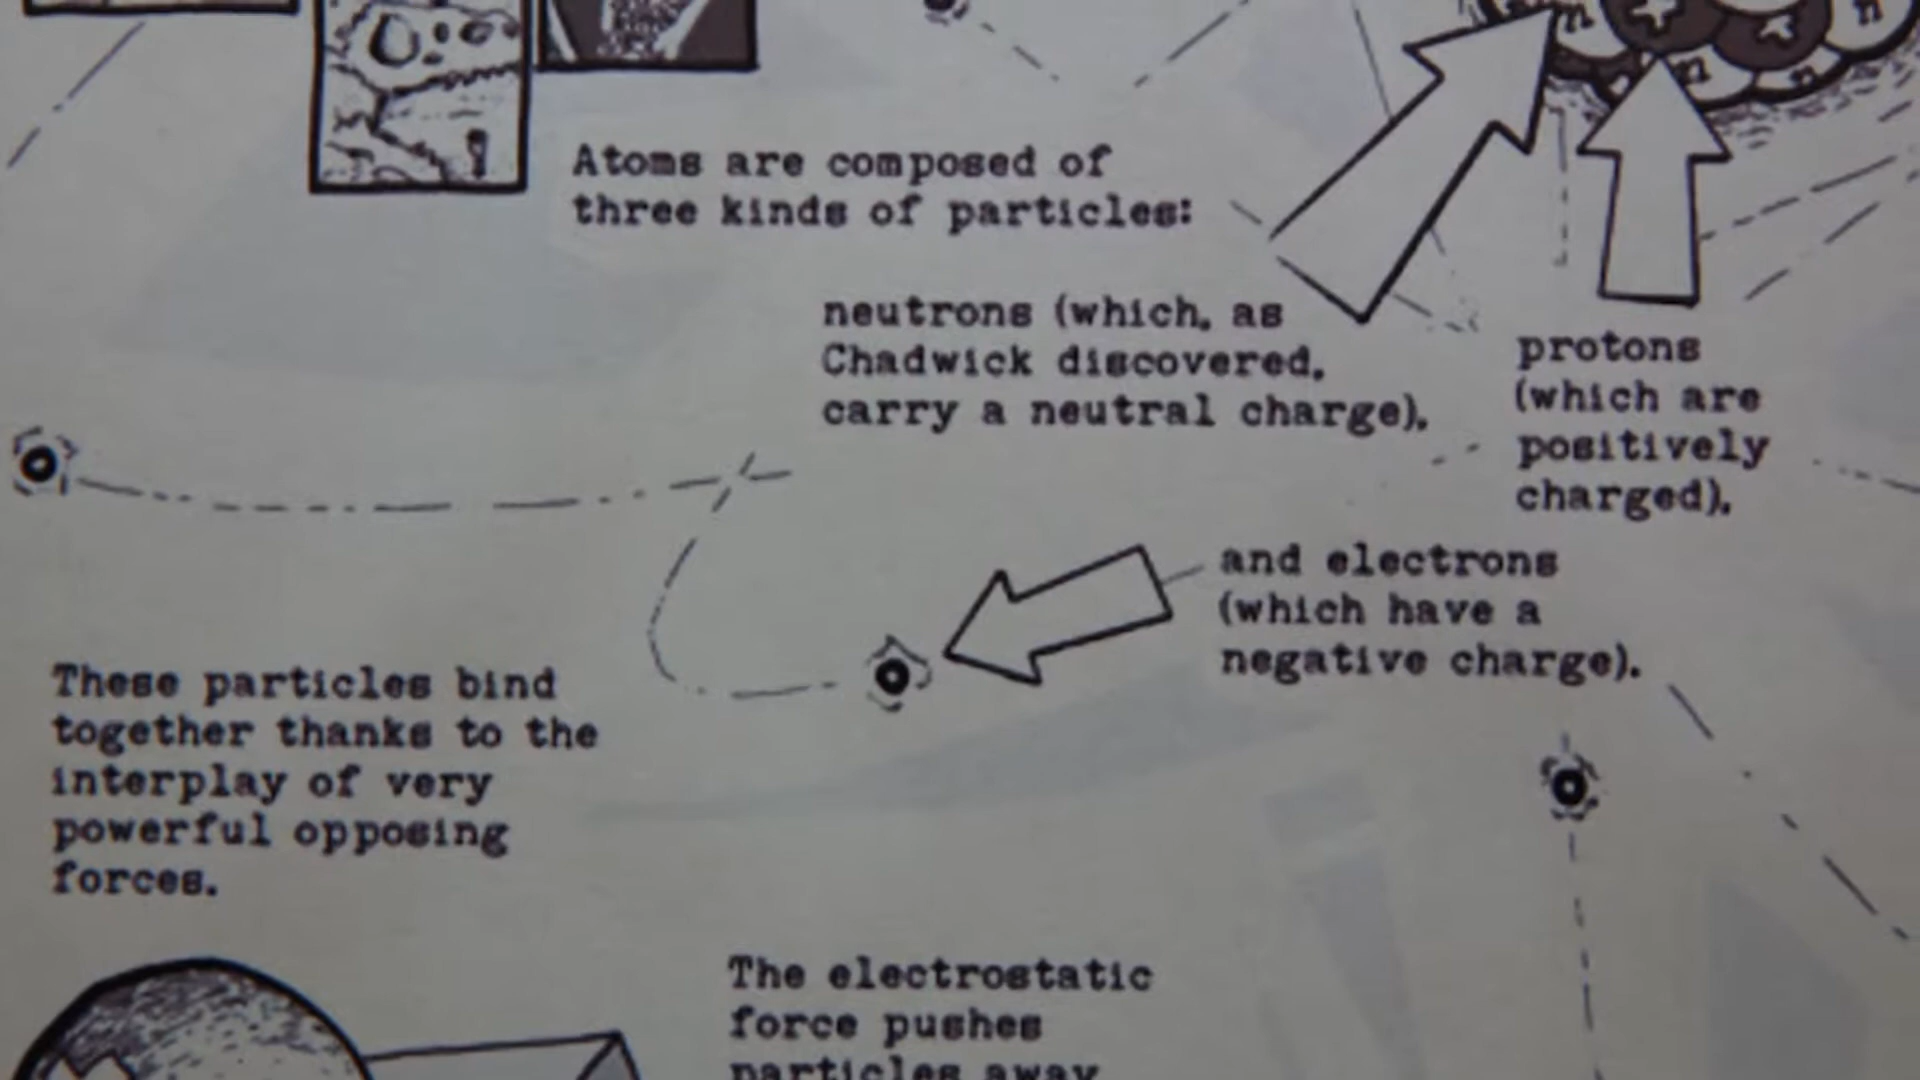 Atoms are composed of
three kinds of particles:
neutrons (which, as
Chadwick discovered,
carry a neutral charge),
protons
(which are
positively
charged),
and electrons
(which have a
negative charge).
These particles bind
together thanks to the
interplay of very
powerful opposing
forces.
The electrostatic
force pushes
particles away
n
n
n
n